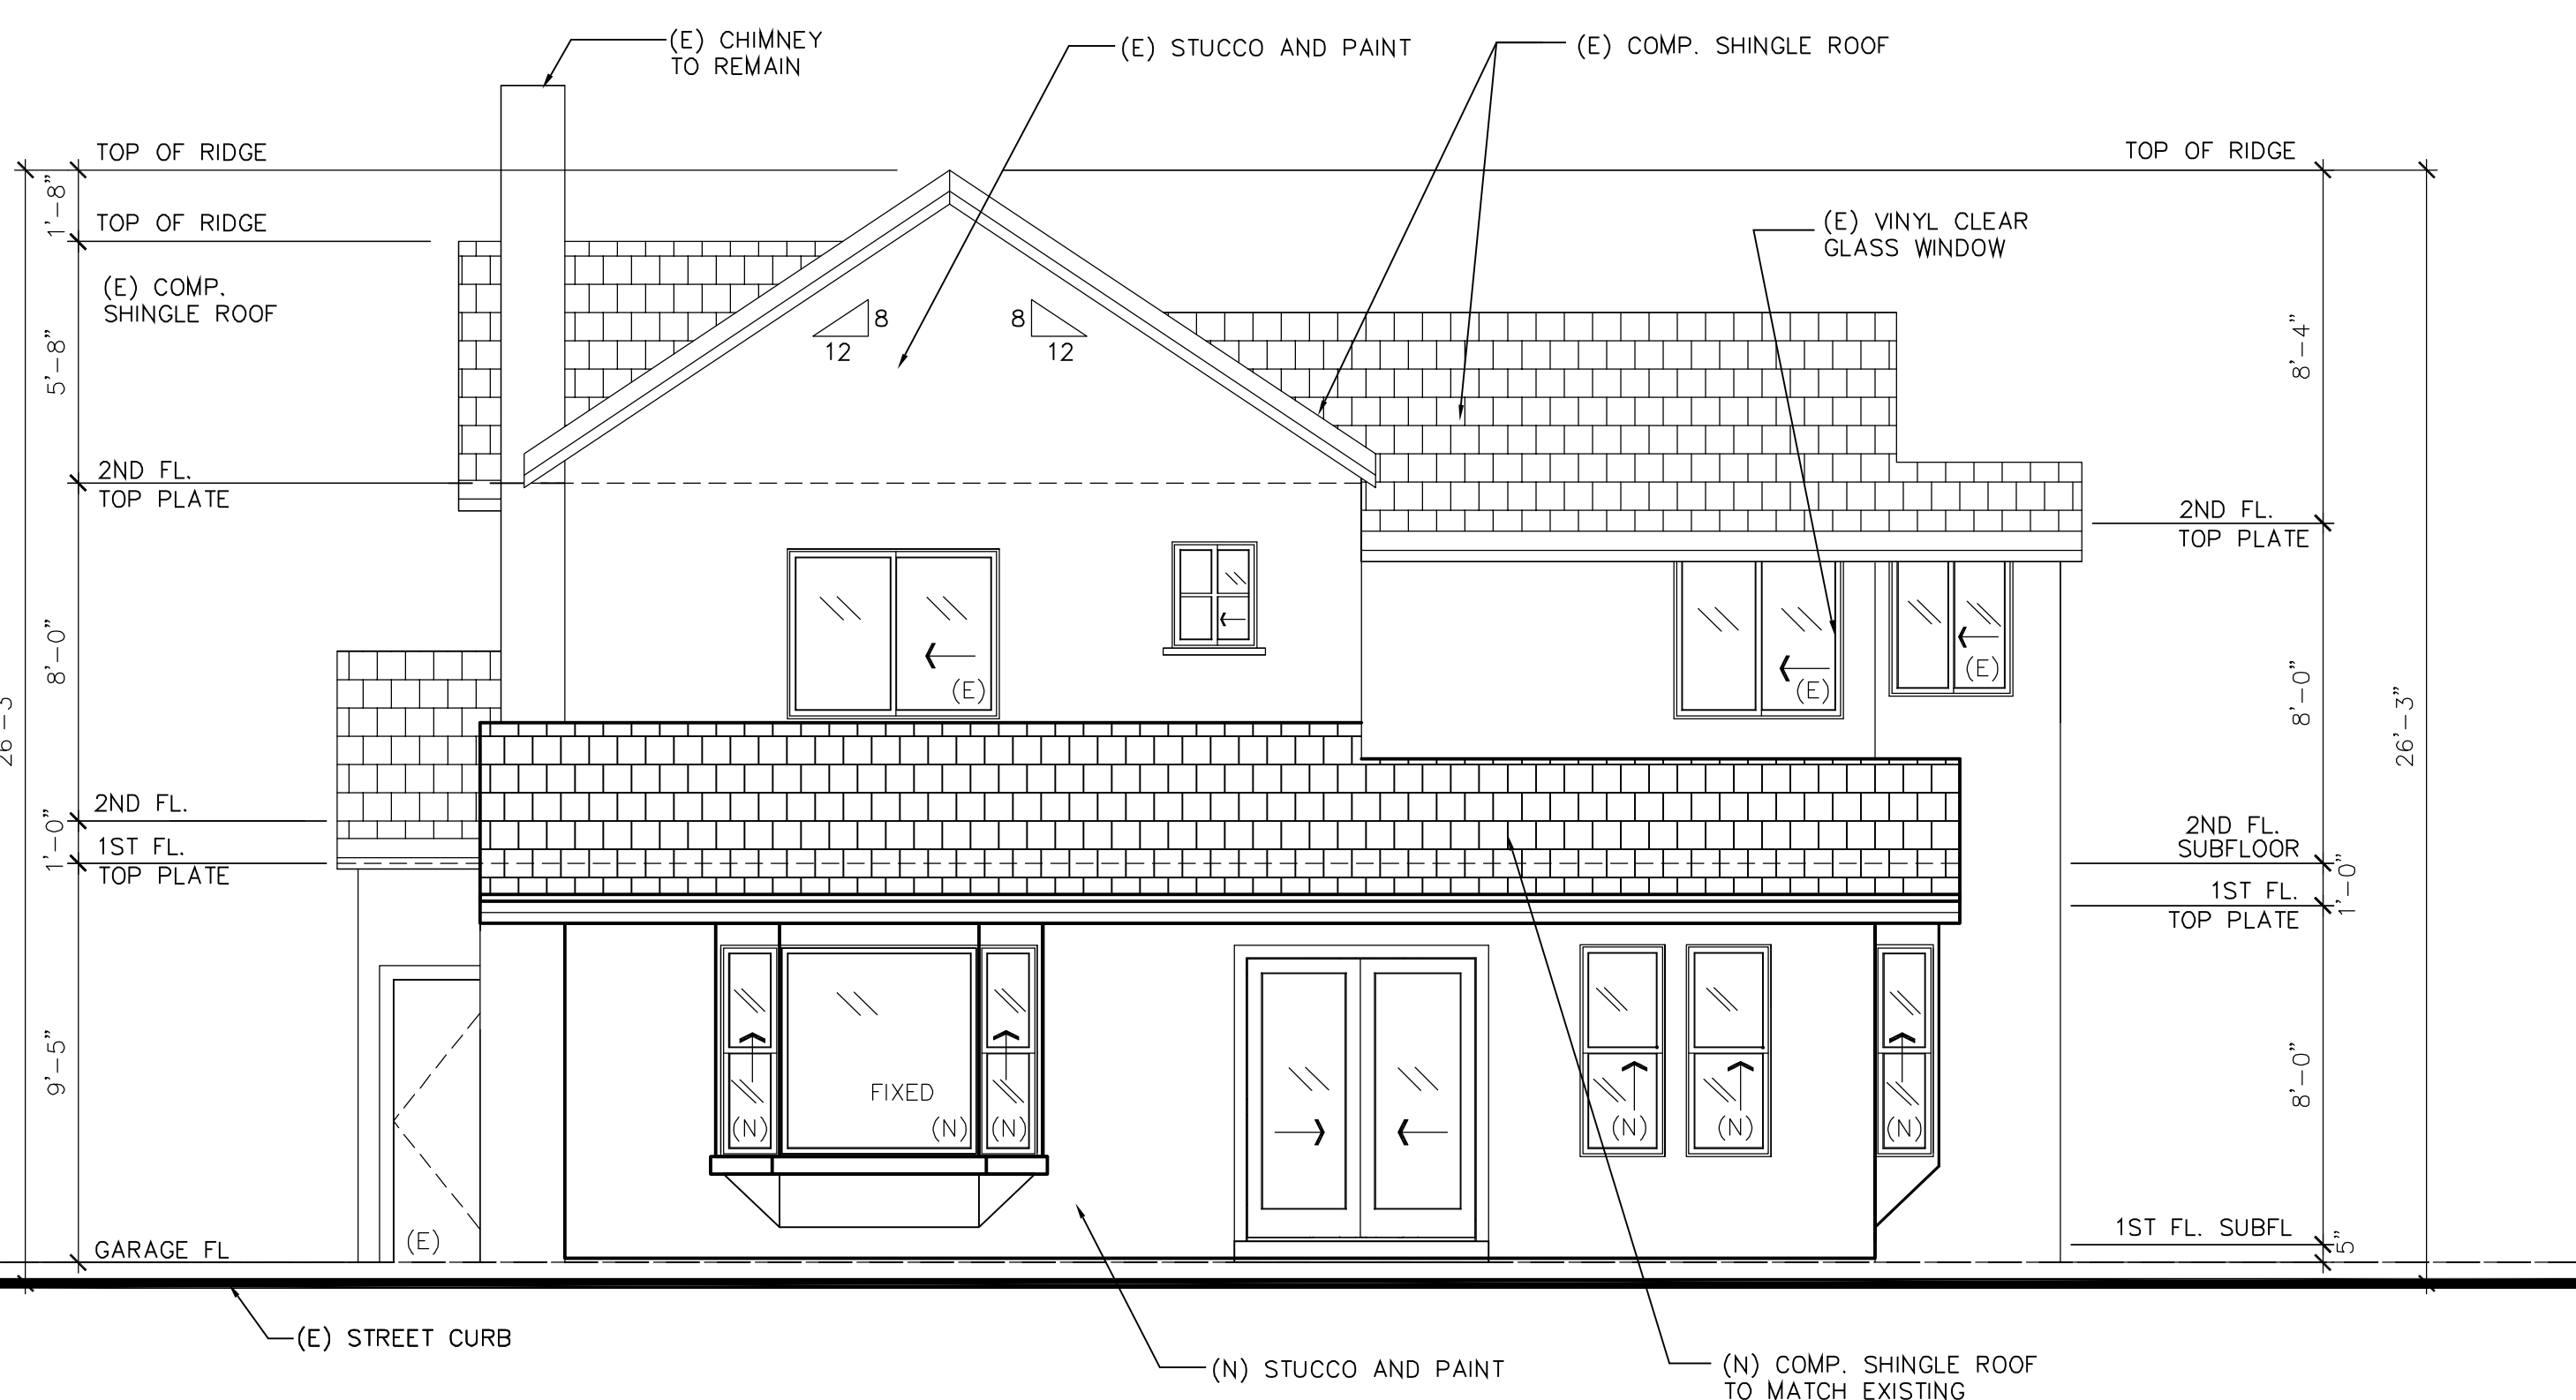 (E) CHIMNEY
TO REMAIN
(E) STUCCO AND PAINT
(E) COMP. SHINGLE ROOF
TOP OF RIDGE
TOP OF RIDGE
1'-8"
TOP OF RIDGE
(E) VINYL CLEAR
GLASS WINDOW
(E) COMP.
SHINGLE ROOF
8
12
8
12
5'-8"
8'-4"
2ND FL.
TOP PLATE
2ND FL.
TOP PLATE
8'-0"
(E)
(E)
(E)
8'-0"
26'-3"
26'-3"
2ND FL.
1'-0"
1ST FL.
TOP PLATE
2ND FL.
SUBFLOOR
1'-0"
1ST FL.
TOP PLATE
9'-5"
8'-0"
FIXED
(N)
(N)
(N)
(N)
(N)
(N)
(E)
GARAGE FL
1ST FL. SUBFL
5"
(E) STREET CURB
(N) STUCCO AND PAINT
(N) COMP. SHINGLE ROOF
TO MATCH EXISTING